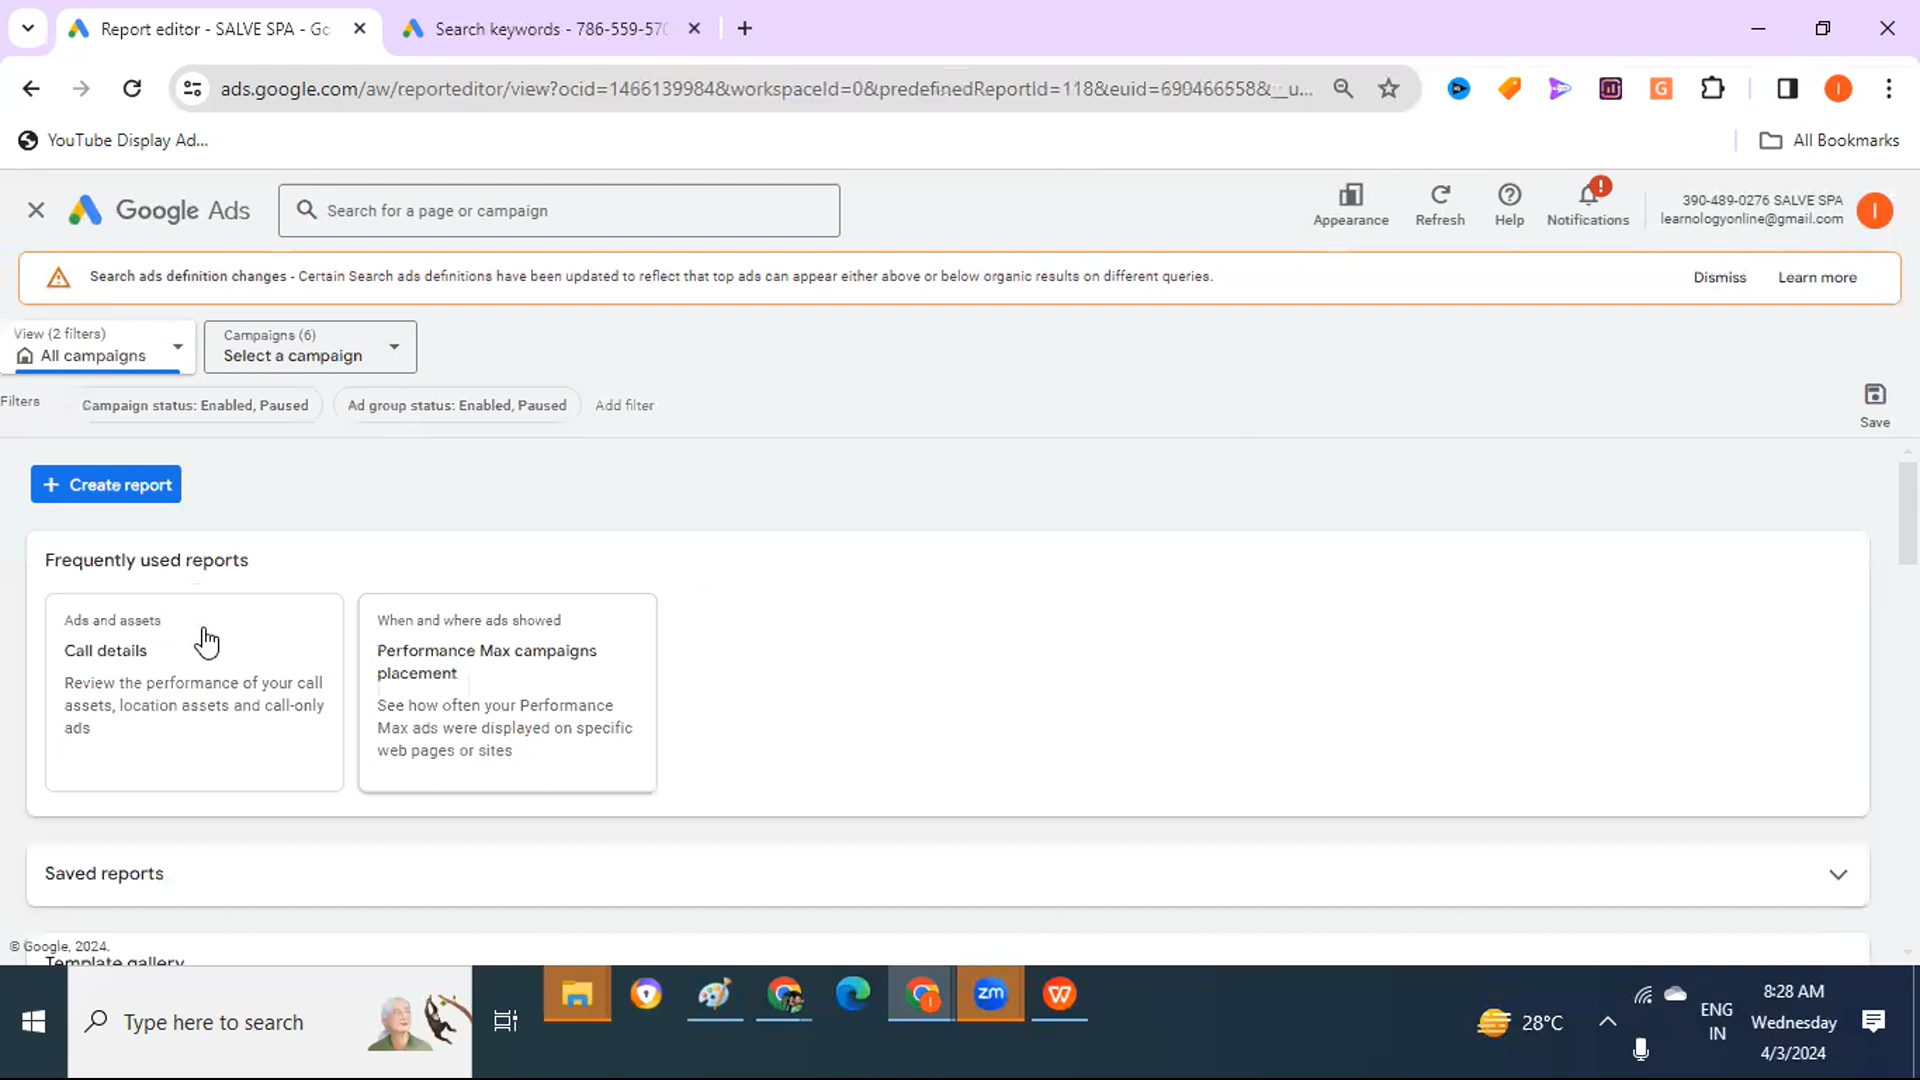 Report editor - SALVE SPA - Go
Search keywords - 786-559-570
ads.google.com/aw/reporteditor/view?ocid=1466139984&workspaceId=0&predefinedReportId=118&euid=690466558&__u...
YouTube Display Ad...
All Bookmarks
Google Ads
Search for a page or campaign
Appearance
Refresh
Help
Notifications
390-489-0276 SALVE SPA
learnologyonline@gmail.com
I
Search ads definition changes - Certain Search ads definitions have been updated to reflect that top ads can appear either above or below organic results on different queries.
Dismiss
Learn more
View (2 filters)
All campaigns
Campaigns (6)
Select a campaign
Filters
Campaign status: Enabled, Paused
Ad group status: Enabled, Paused
Add filter
Save
+ Create report
Frequently used reports
Ads and assets
Call details
Review the performance of your call
assets, location assets and call-only
ads
When and where ads showed
Performance Max campaigns
placement
See how often your Performance
Max ads were displayed on specific
web pages or sites
Saved reports
© Google, 2024.
Template gallery
Type here to search
zm
W
28°C
ENG
IN
8:28 AM
Wednesday
4/3/2024